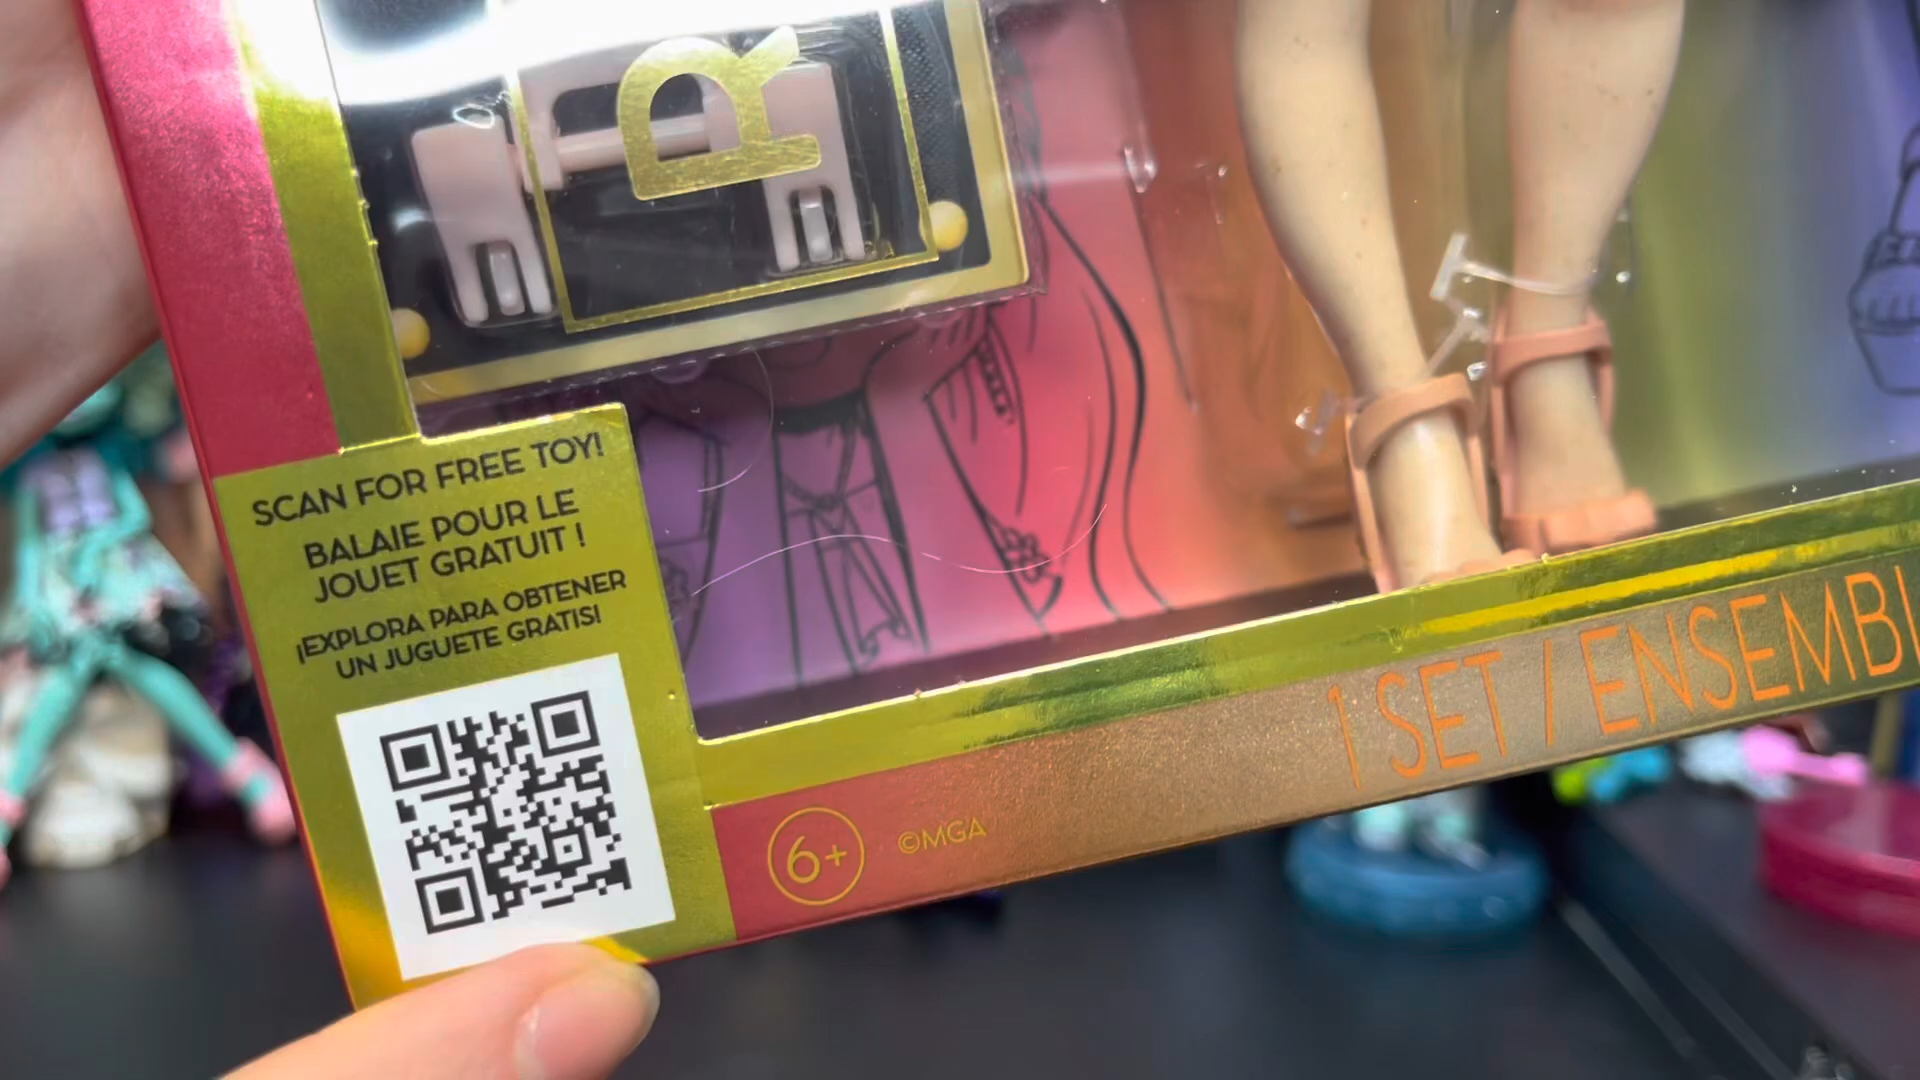 R
SCAN FOR FREE TOY!
BALAIE POUR LE
JOUET GRATUIT !
¡EXPLORA PARA OBTENER
UN JUGUETE GRATIS!
6+ ©MGA
1 SET / ENSEMBL